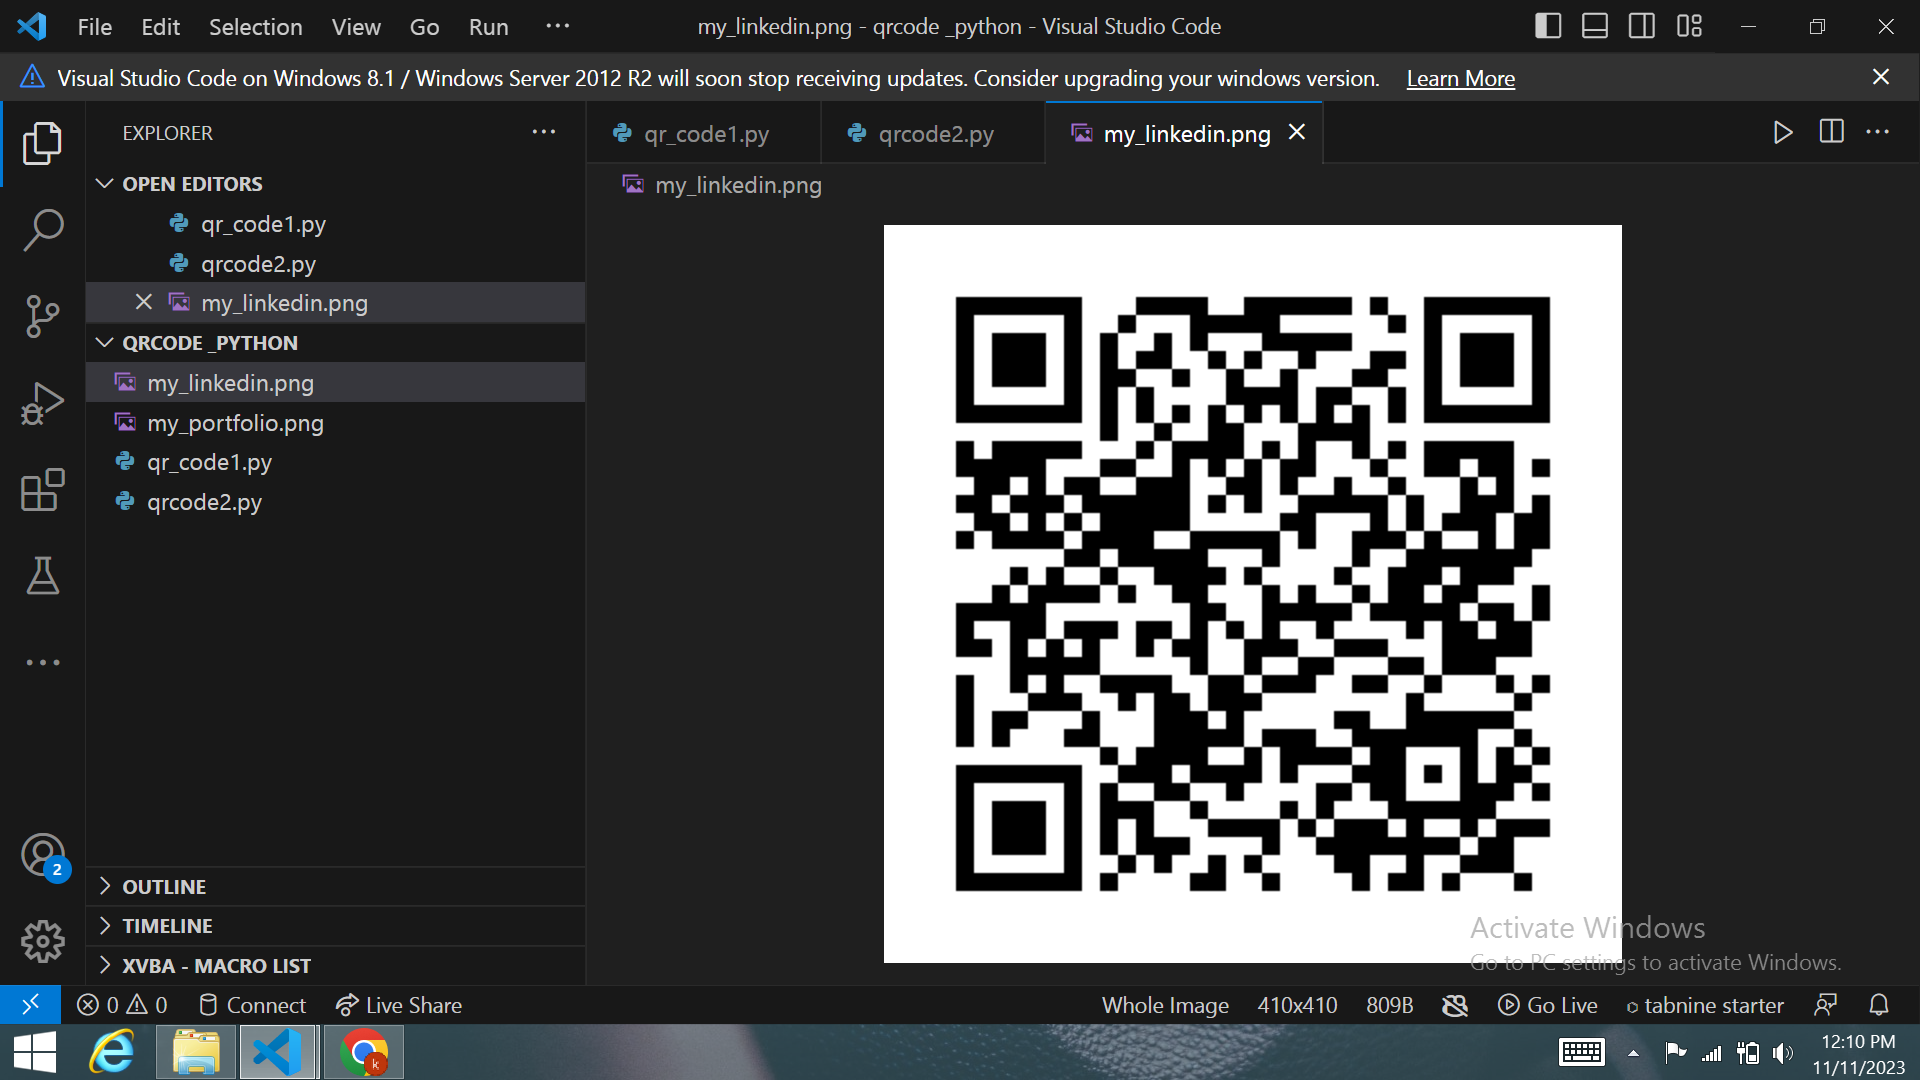 File Edit Selection View Go Run ···
my_linkedin.png - qrcode _python - Visual Studio Code
Visual Studio Code on Windows 8.1 / Windows Server 2012 R2 will soon stop receiving updates. Consider upgrading your windows version. Learn More
EXPLORER
OPEN EDITORS
qr_code1.py
qrcode2.py
my_linkedin.png
QRCODE _PYTHON
my_linkedin.png
my_portfolio.png
qr_code1.py
qrcode2.py
OUTLINE
TIMELINE
XVBA - MACRO LIST
qr_code1.py qrcode2.py my_linkedin.png
my_linkedin.png
Activate Windows
Go to PC settings to activate Windows.
2
0 0 Connect Live Share Whole Image 410x410 809B Go Live tabnine starter
k
12:10 PM
11/11/2023